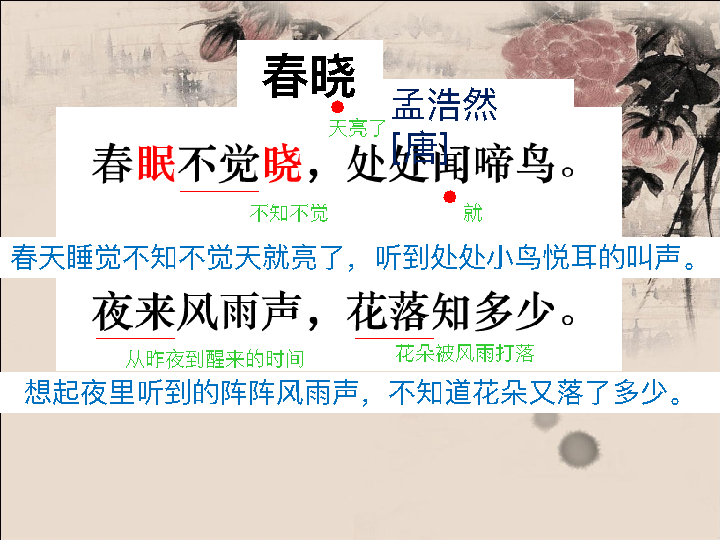 春晓
孟浩然
[唐]
天亮了
春眠不觉晓，处处闻啼鸟。
不知不觉
就
春天睡觉不知不觉天就亮了，听到处处小鸟悦耳的叫声。
夜来风雨声，花落知多少。
从昨夜到醒来的时间
花朵被风雨打落
想起夜里听到的阵阵风雨声，不知道花朵又落了多少。